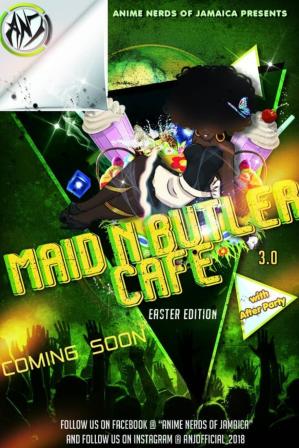 ANJ
ANIME NERDS OF JAMAICA PRESENTS
MAID N BUTLER
CAFE
3.0
EASTER EDITION
with
After Party
COMING SOON
FOLLOW US ON FACEBOOK @ "ANIME NERDS OF JAMAICA"
AND FOLLOW US ON INSTAGRAM @ ANJOFFICIAL_2018